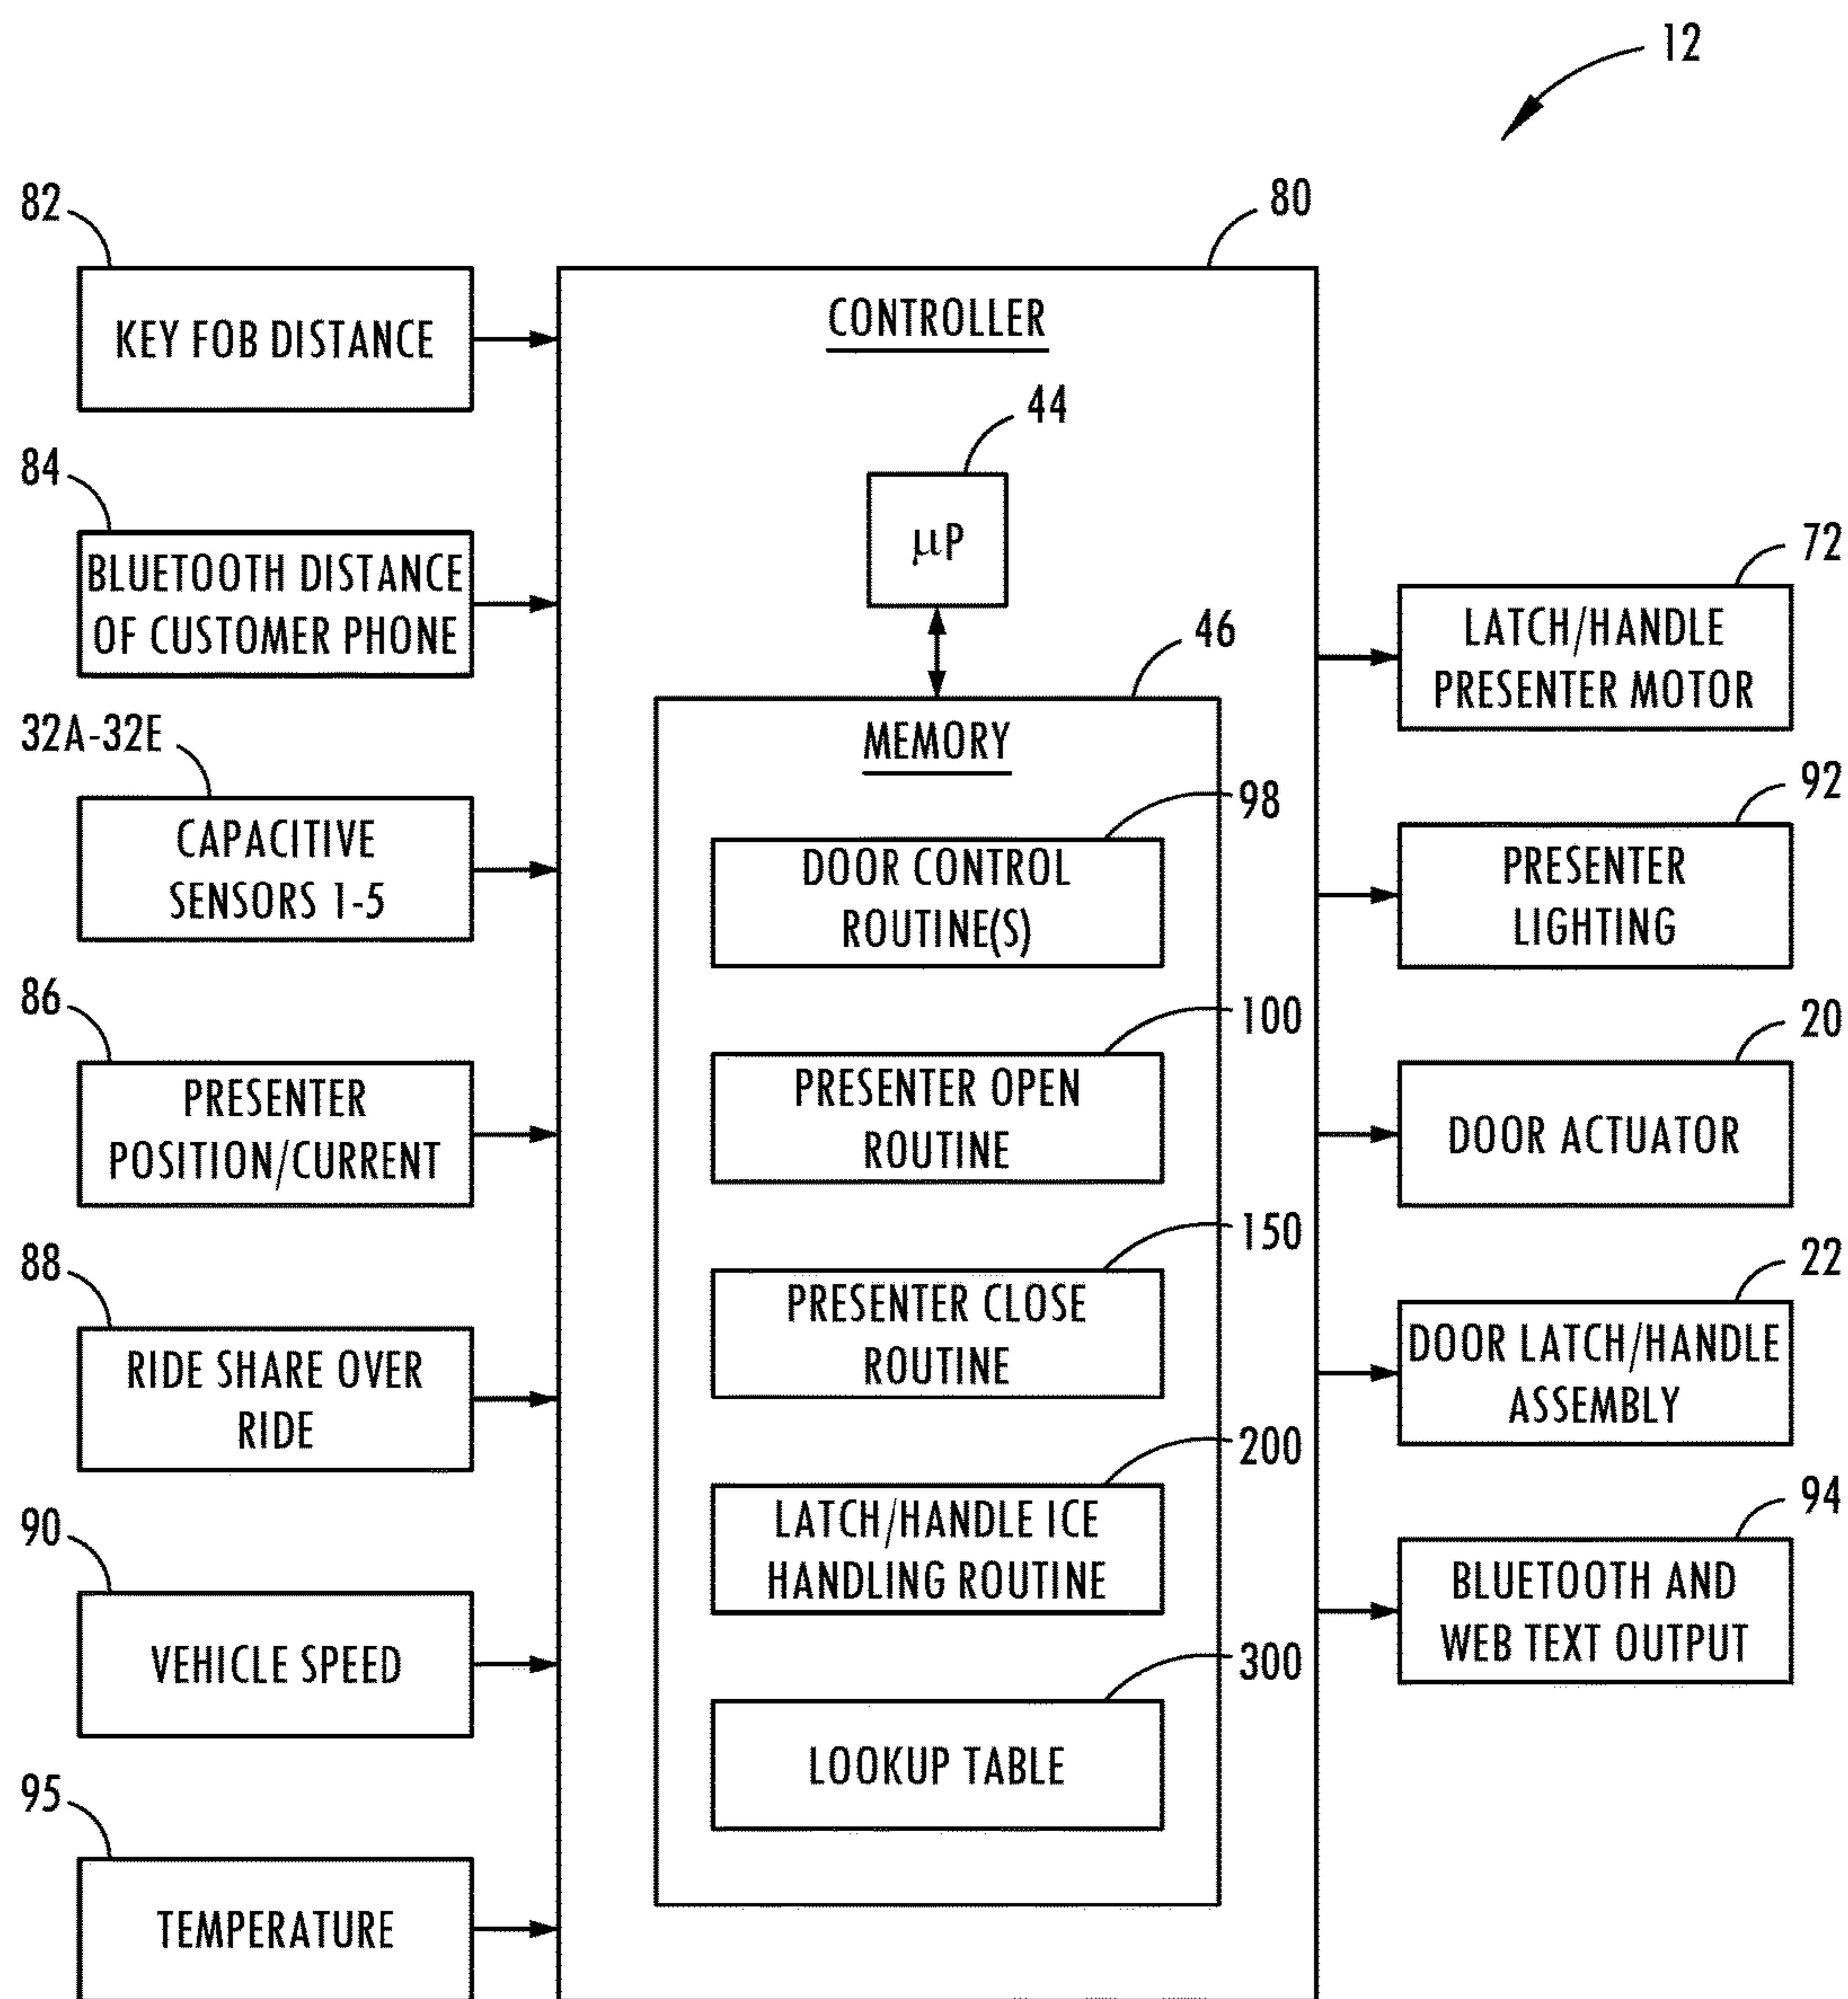 12
82
KEY FOB DISTANCE
84
BLUETOOTH DISTANCE
OF CUSTOMER PHONE
32A-32E
CAPACITIVE
SENSORS 1-5
86
PRESENTER
POSITION/CURRENT
88
RIDE SHARE OVER
RIDE
90
VEHICLE SPEED
95
TEMPERATURE
80
CONTROLLER
44
μP
46
MEMORY
98
DOOR CONTROL
ROUTINE(S)
100
PRESENTER OPEN
ROUTINE
150
PRESENTER CLOSE
ROUTINE
200
LATCH/HANDLE ICE
HANDLING ROUTINE
300
LOOKUP TABLE
72
LATCH/HANDLE
PRESENTER MOTOR
92
PRESENTER
LIGHTING
20
DOOR ACTUATOR
22
DOOR LATCH/HANDLE
ASSEMBLY
94
BLUETOOTH AND
WEB TEXT OUTPUT